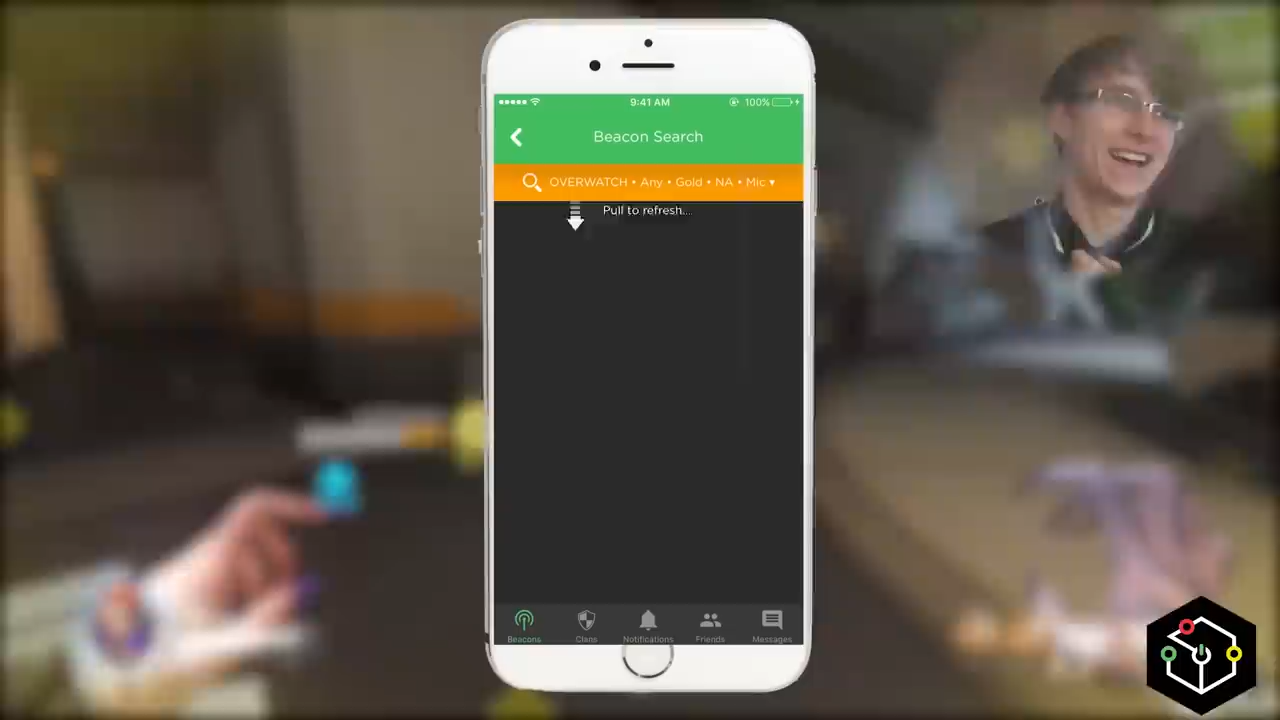 9:41 AM 100%
Beacon Search
OVERWATCH • Any • Gold • NA • Mic ▾
Pull to refresh...
Beacons Clans Notifications Friends Messages